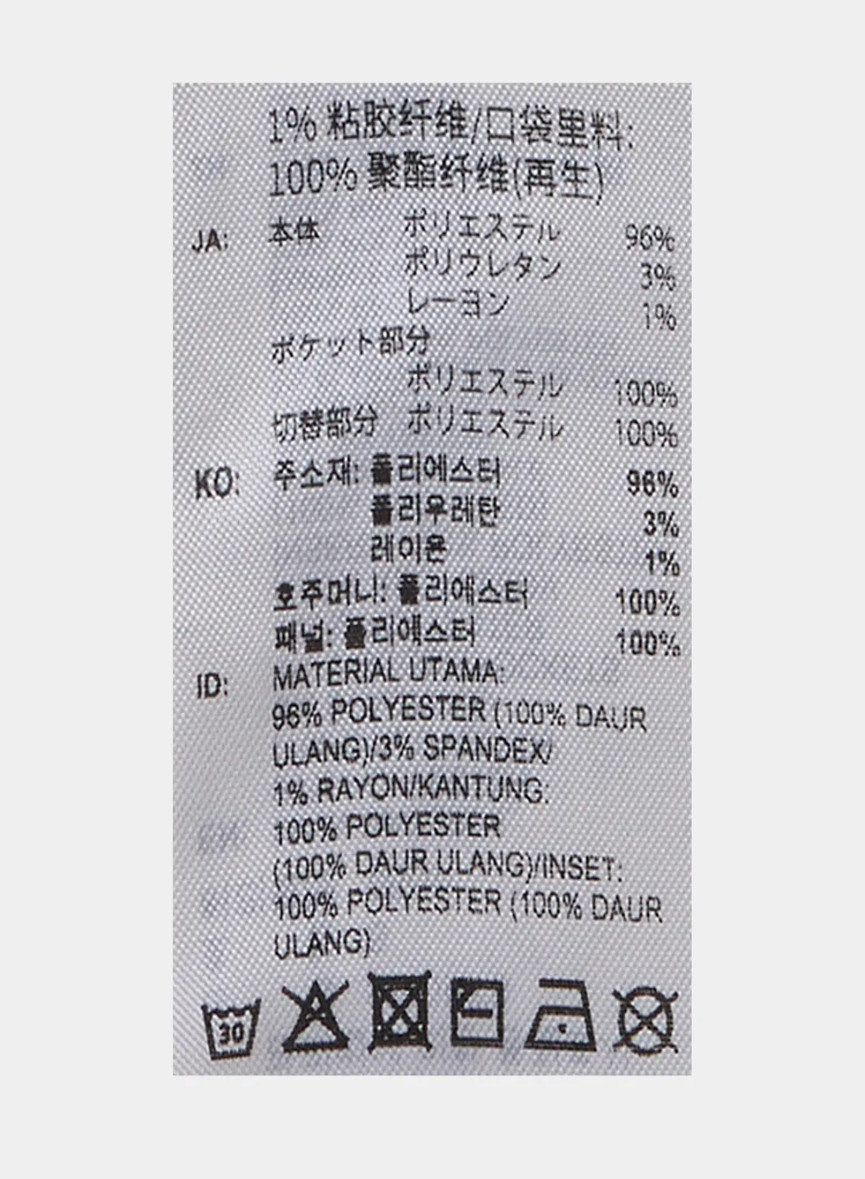 1% 粘胶纤维/口袋里料:
100% 聚酯纤维(再生)
JA: 本体 ポリエステル 96%
ポリウレタン 3%
レーヨン 1%
ポケット部分
ポリエステル 100%
切替部分 ポリエステル 100%
KO: 주소재: 폴리에스터 96%
폴리우레탄 3%
레이온 1%
호주머니: 폴리에스터 100%
패널: 폴리에스터 100%
ID: MATERIAL UTAMA:
96% POLYESTER (100% DAUR
ULANG)/3% SPANDEX/
1% RAYON/KANTUNG:
100% POLYESTER
(100% DAUR ULANG)/INSET:
100% POLYESTER (100% DAUR
ULANG)
30